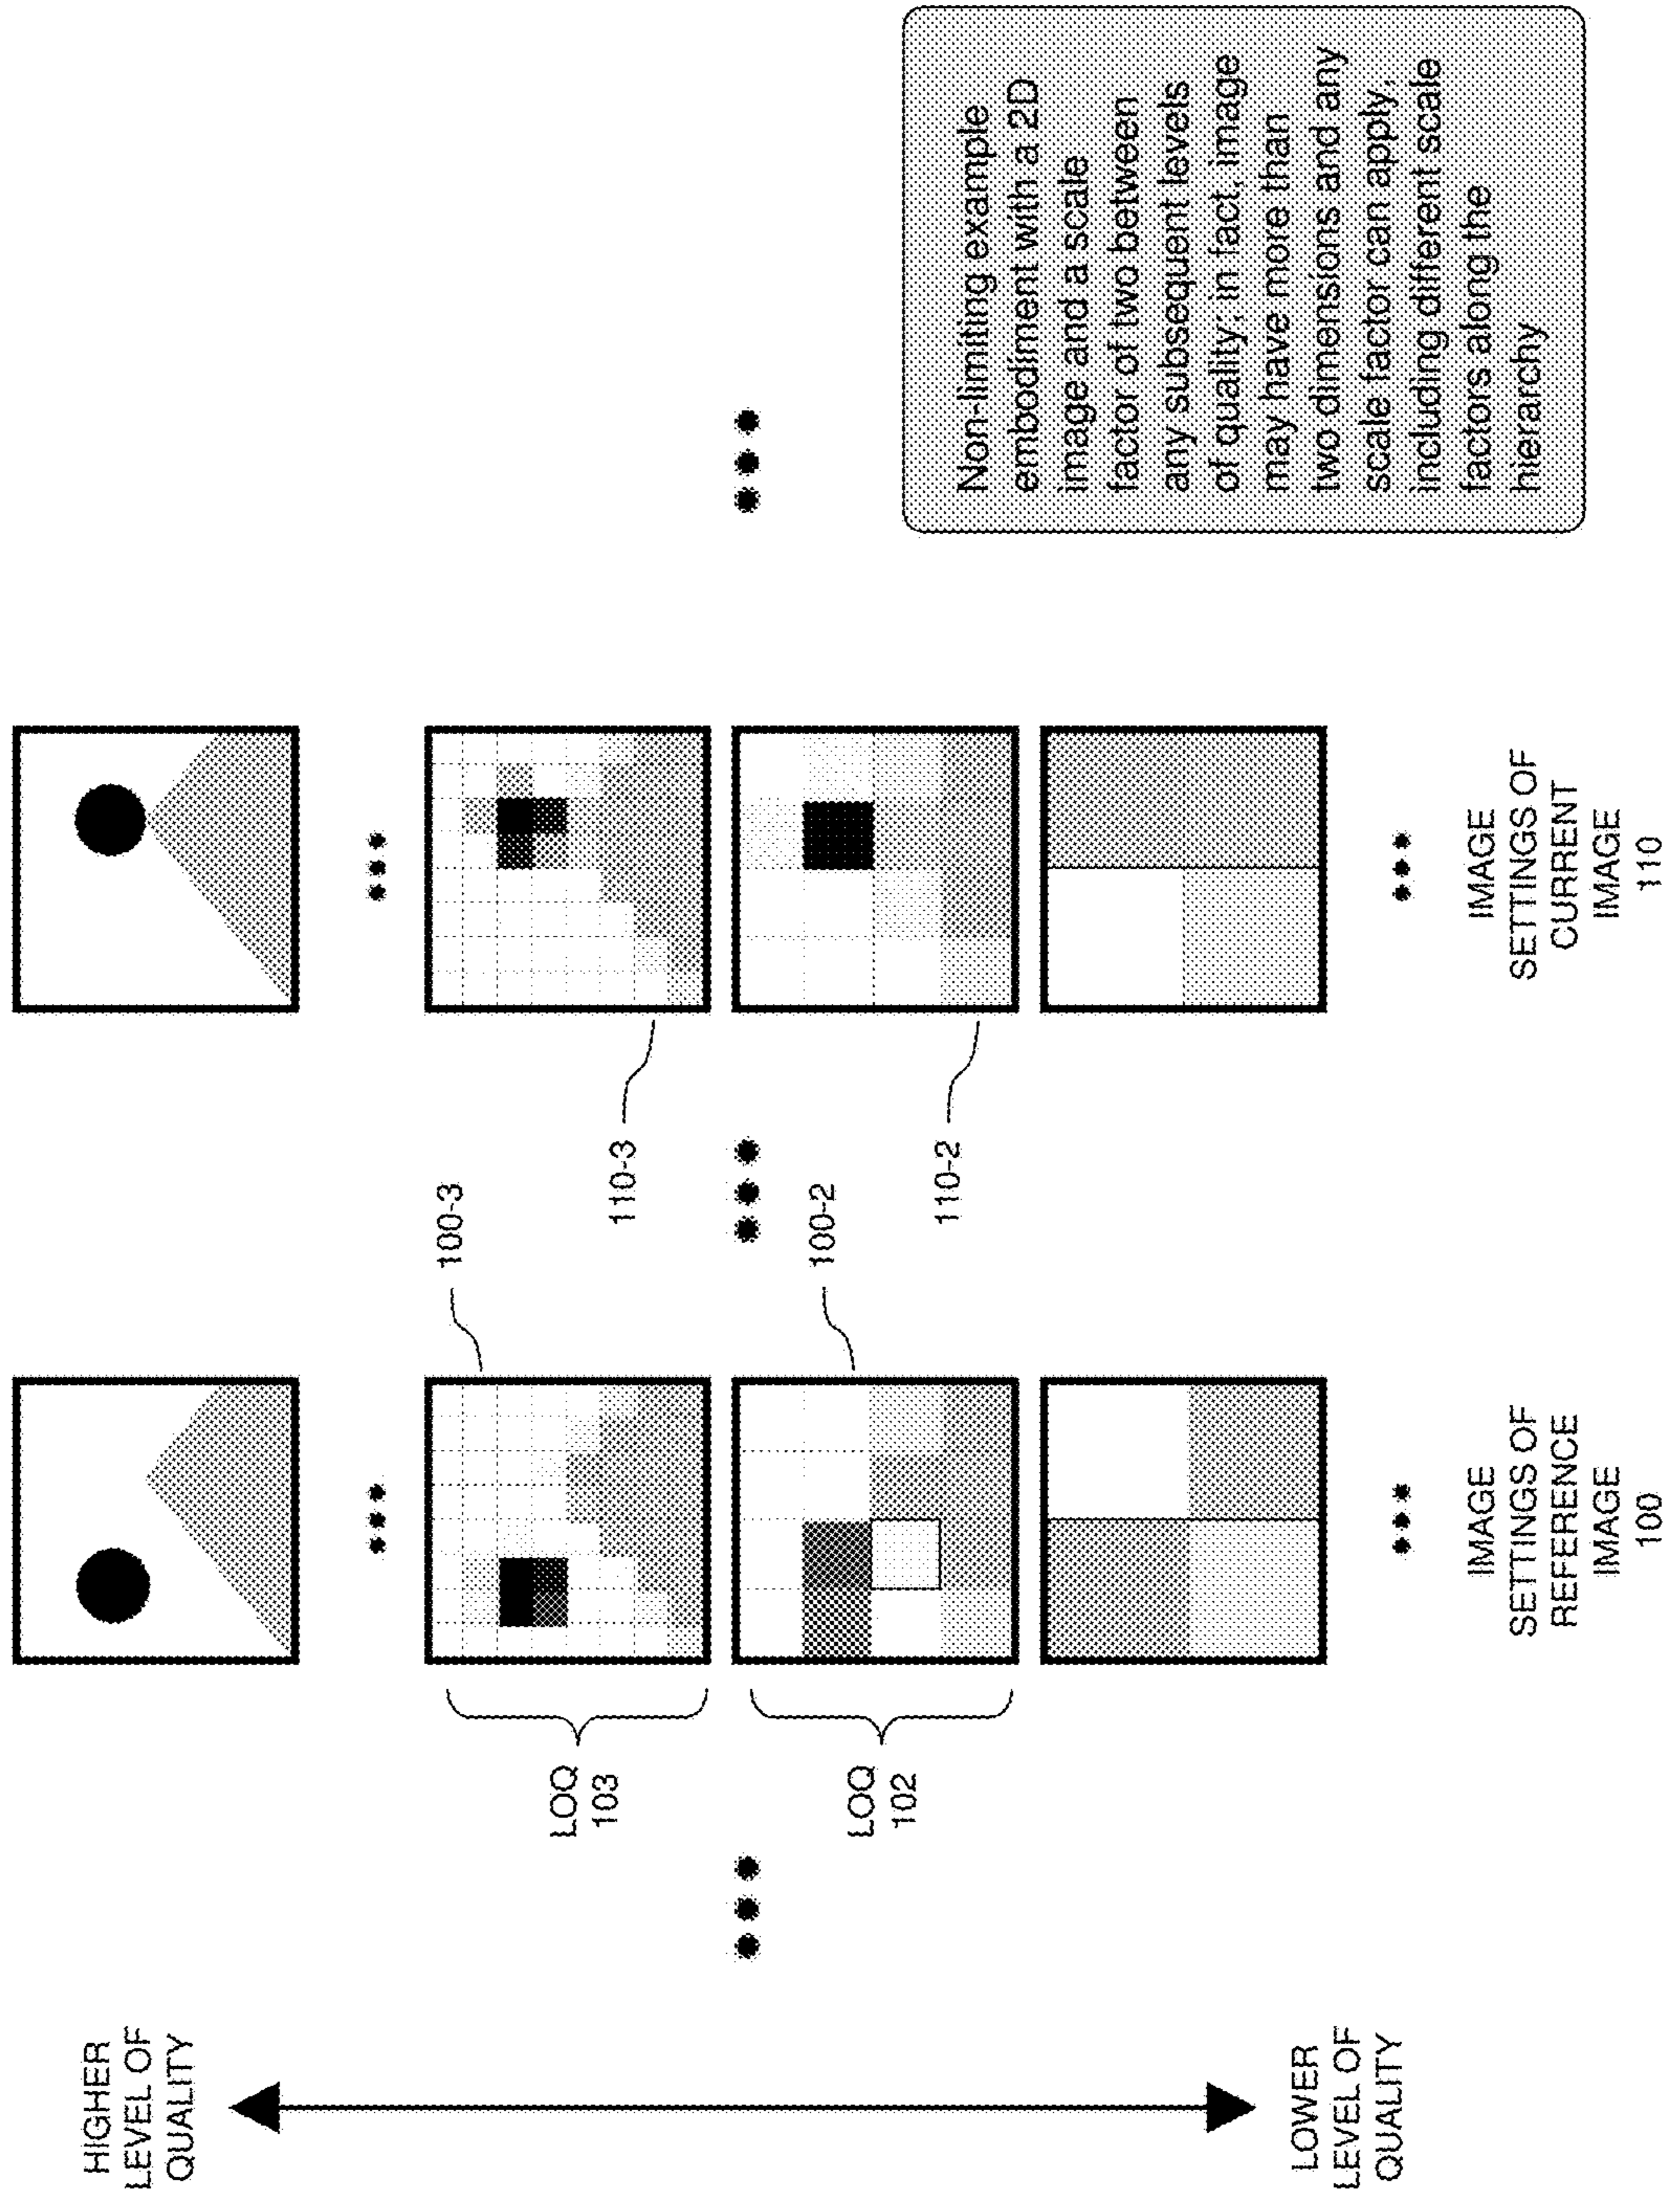 HIGHER
LEVEL OF
QUALITY
LOWER
LEVEL OF
QUALITY
LOQ
103
LOQ
102
100-3
100-2
110-3
110-2
IMAGE
SETTINGS OF
REFERENCE
IMAGE
100
IMAGE
SETTINGS OF
CURRENT
IMAGE
110
Non-limiting example
embodiment with a 2D
image and a scale
factor of two between
any subsequent levels
of quality; in fact, image
may have more than
two dimensions and any
scale factor can apply,
including different scale
factors along the
hierarchy